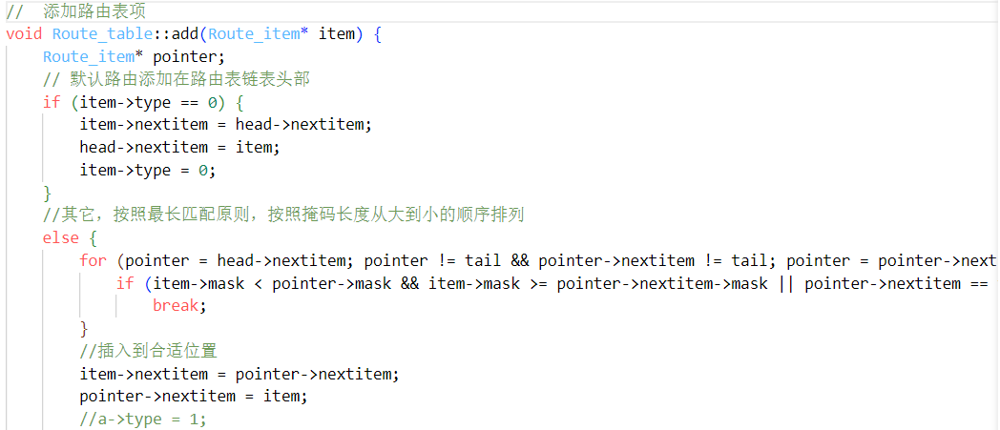 //  添加路由表项
void Route_table::add(Route_item* item) {
Route_item* pointer;
// 默认路由添加在路由表链表头部
if (item->type == 0) {
item->nextitem = head->nextitem;
head->nextitem = item;
item->type = 0;
}
//其它，按照最长匹配原则，按照掩码长度从大到小的顺序排列
else {
for (pointer = head->nextitem; pointer != tail && pointer->nextitem != tail; pointer = pointer->next
if (item->mask < pointer->mask && item->mask >= pointer->nextitem->mask || pointer->nextitem ==
break;
}
//插入到合适位置
item->nextitem = pointer->nextitem;
pointer->nextitem = item;
//a->type = 1;